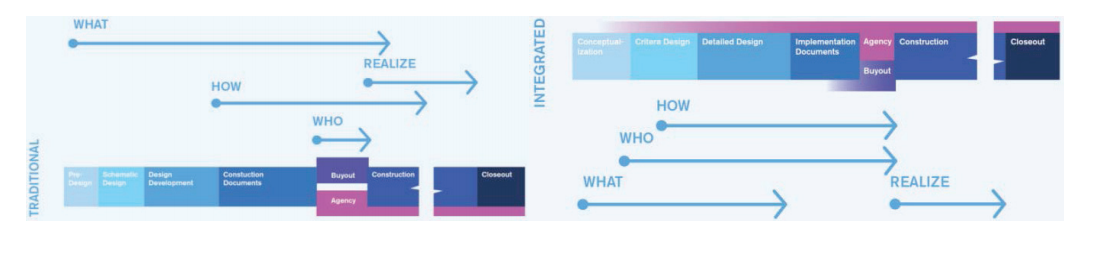 WHAT
REALIZE
HOW
WHO
TRADITIONAL
Pre-
Design
Schematic
Design
Design
Development
Constuction
Documents
Buyout
Agency
Construction
Closeout
INTEGRATED
Conceptual-
ization
Critera Design
Detailed Design
Implementation
Documents
Agency
Buyout
Construction
Closeout
HOW
WHO
WHAT
REALIZE